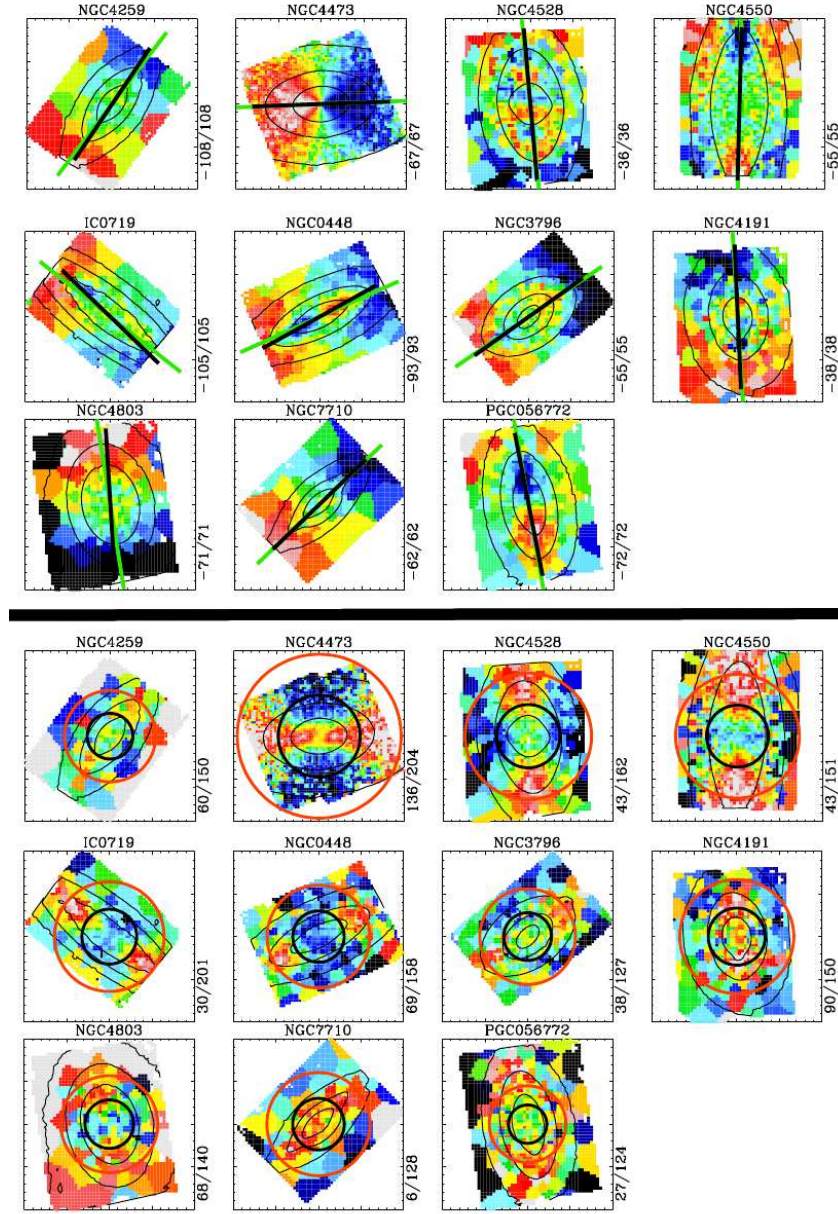 NGC4259 NGC4473 NGC4528 NGC4550
-108/108 -67/67 -36/36 -55/55
IC0719 NGC0448 NGC3796 NGC4191
-105/105 -93/93 -55/55 -38/38
NGC4803 NGC7710 PGC056772
-71/71 -62/62 -72/72
NGC4259 NGC4473 NGC4528 NGC4550
60/150 136/204 43/162 43/151
IC0719 NGC0448 NGC3796 NGC4191
30/201 69/158 38/127 90/150
NGC4803 NGC7710 PGC056772
68/140 6/128 27/124